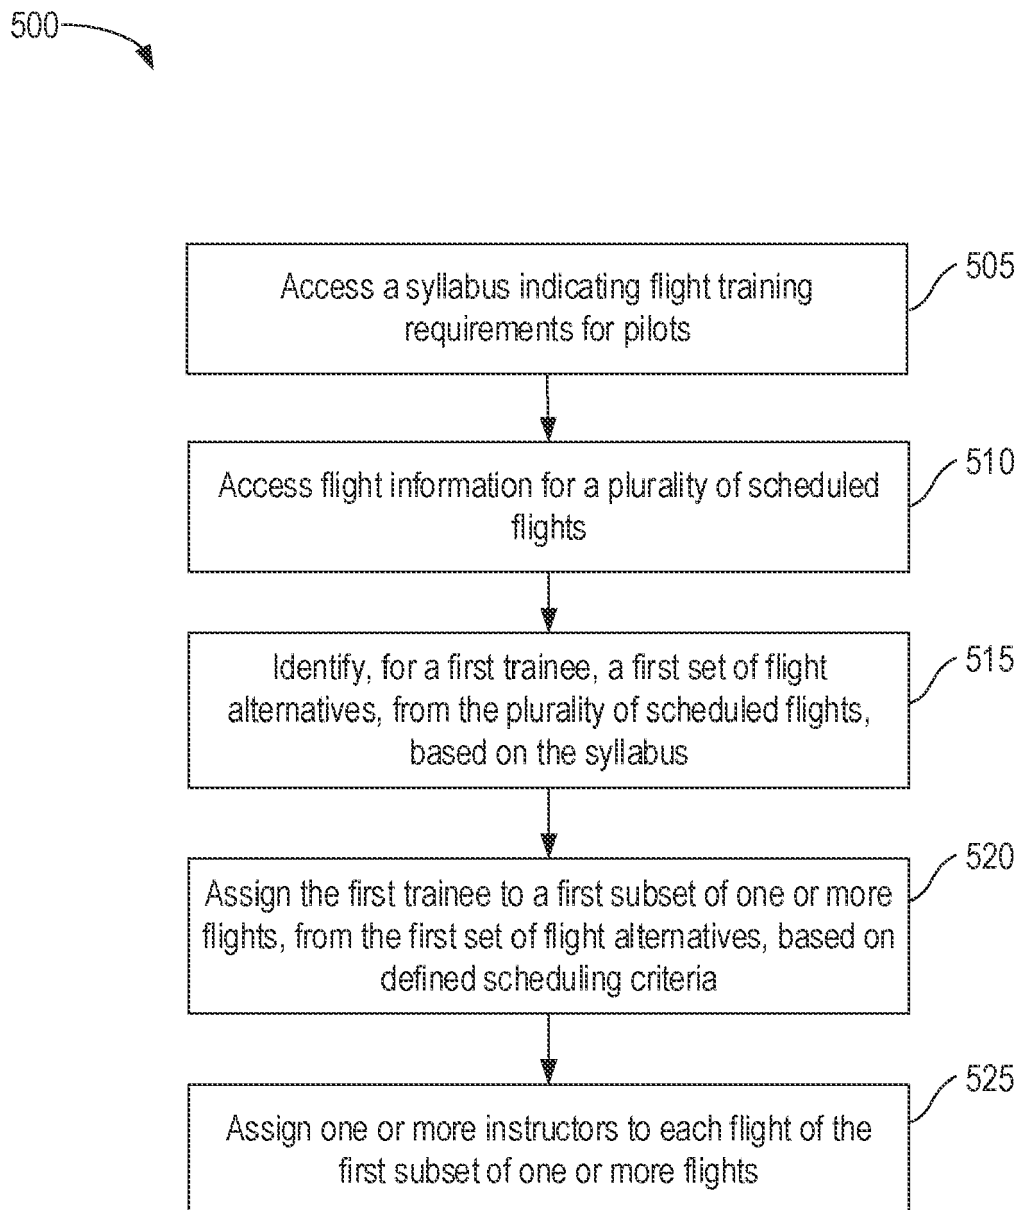 500
Access a syllabus indicating flight training
requirements for pilots
505
Access flight information for a plurality of scheduled
flights
510
Identify, for a first trainee, a first set of flight
alternatives, from the plurality of scheduled flights,
based on the syllabus
515
Assign the first trainee to a first subset of one or more
flights, from the first set of flight alternatives, based on
defined scheduling criteria
520
Assign one or more instructors to each flight of the
first subset of one or more flights
525